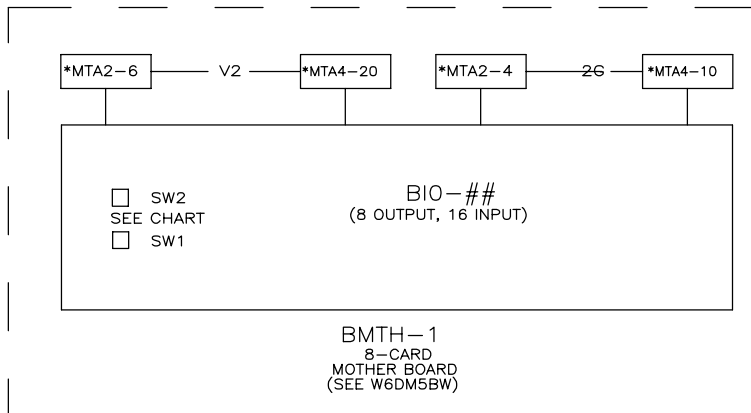 *MTA2-6 V2 *MTA4-20 *MTA2-4 2G *MTA4-10
SW2
SEE CHART
SW1
BIO-##
(8 OUTPUT, 16 INPUT)
BMTH-1
8-CARD
MOTHER BOARD
(SEE W6DM5BW)